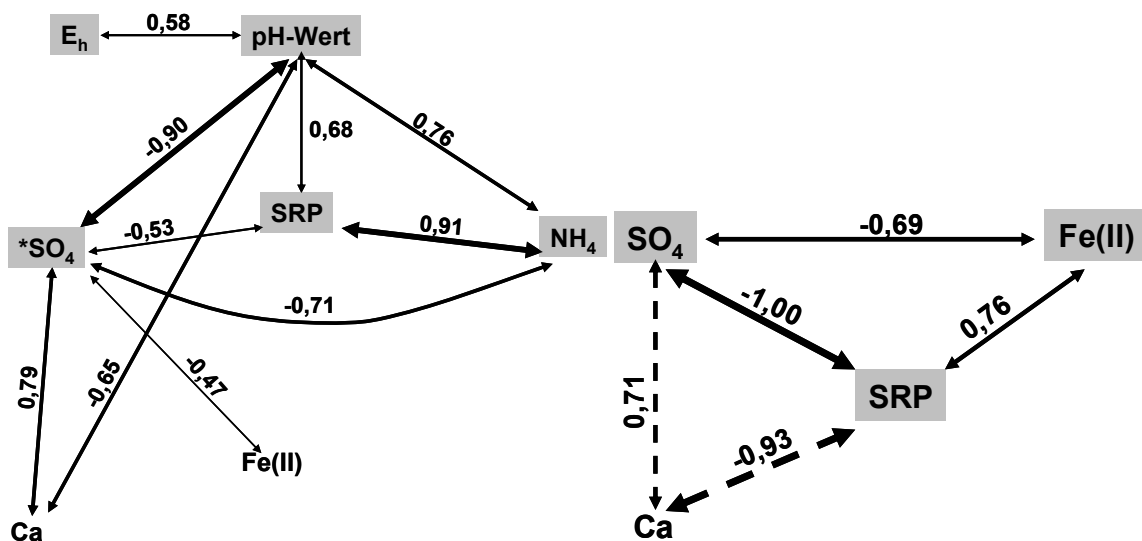 E_h
0,58
pH-Wert
-0,90
0,68
0,76
SRP
*SO₄
-0,53
0,91
NH₄
-0,71
0,79
-0,65
-0,47
Fe(II)
Ca
SO₄
-0,69
Fe(II)
-1,00
0,76
0,71
SRP
-0,93
Ca